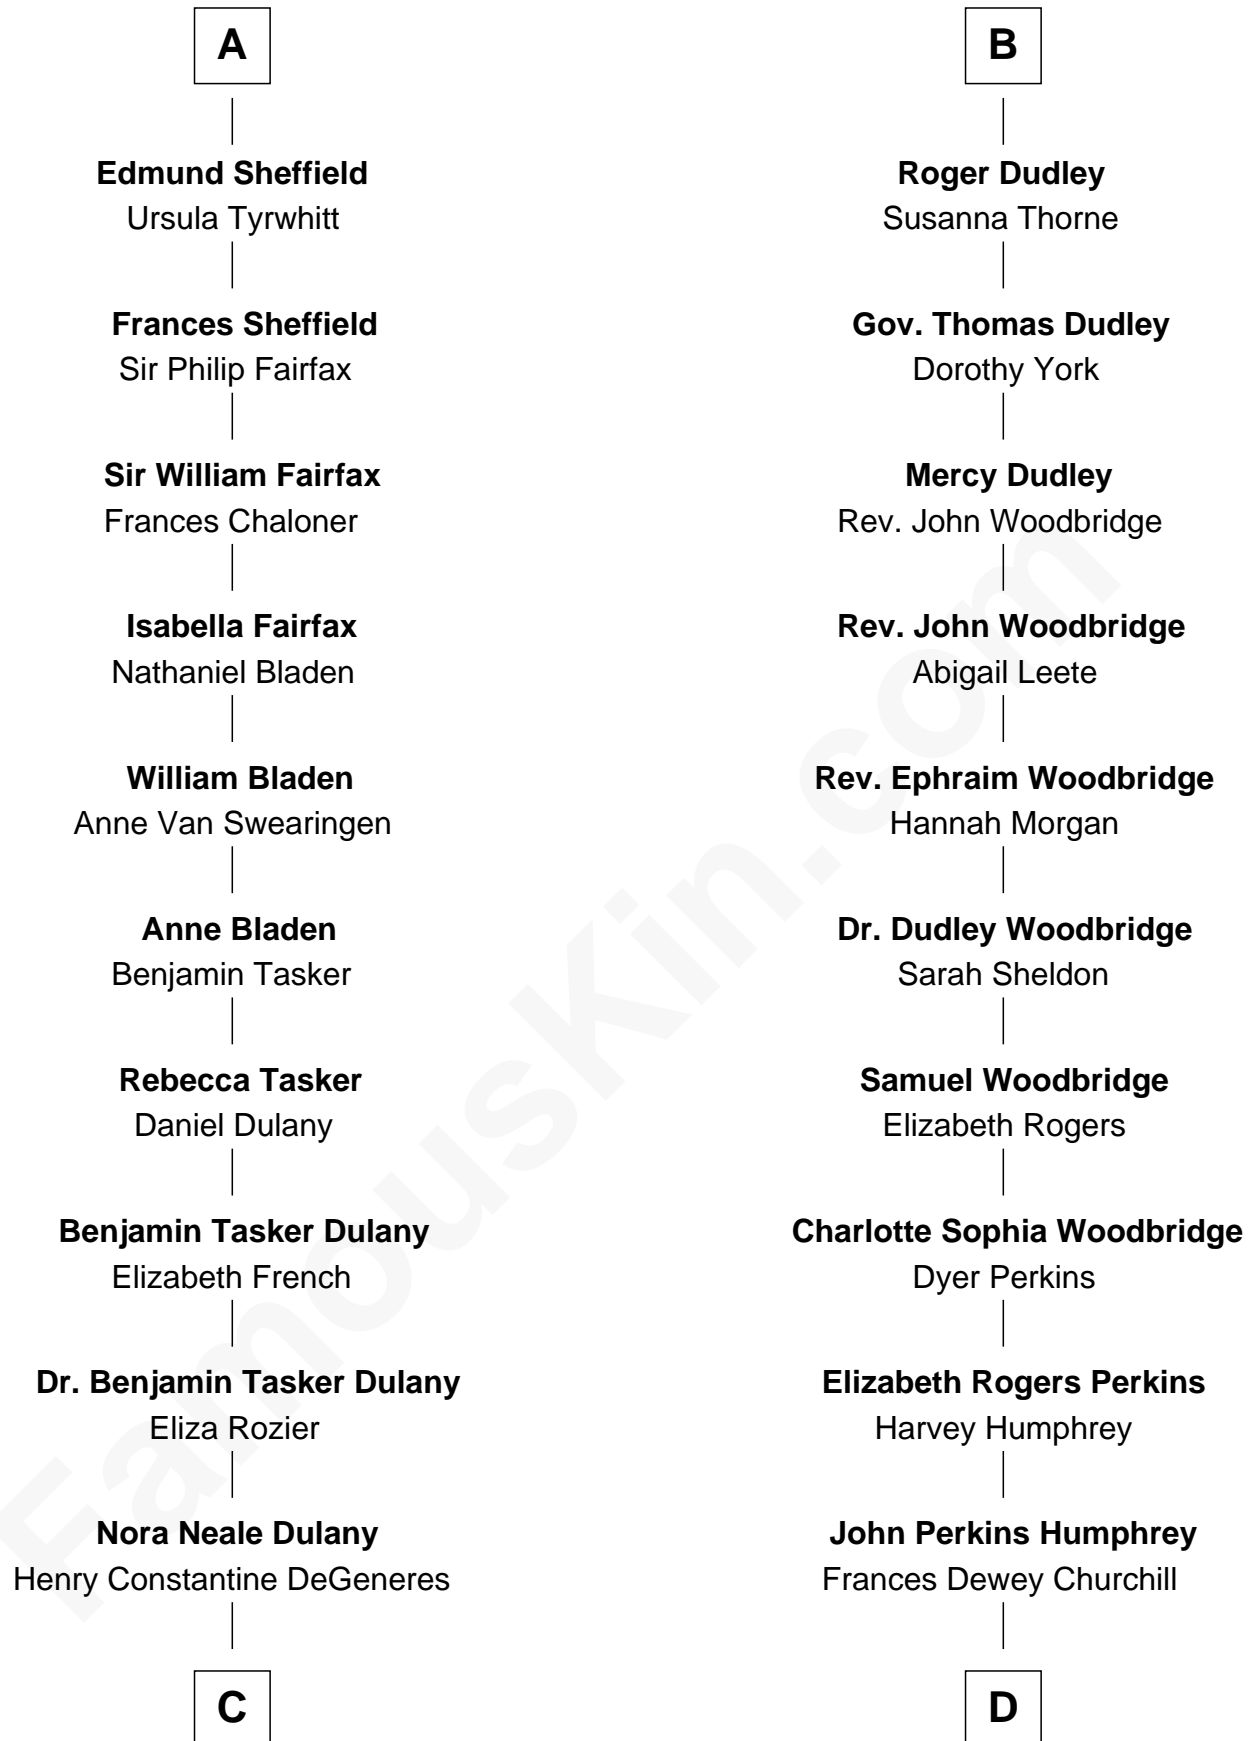 A
Edmund Sheffield
Ursula Tyrwhitt
Frances Sheffield
Sir Philip Fairfax
Sir William Fairfax
Frances Chaloner
Isabella Fairfax
Nathaniel Bladen
William Bladen
Anne Van Swearingen
Anne Bladen
Benjamin Tasker
Rebecca Tasker
Daniel Dulany
Benjamin Tasker Dulany
Elizabeth French
Dr. Benjamin Tasker Dulany
Eliza Rozier
Nora Neale Dulany
Henry Constantine DeGeneres
C
B
Roger Dudley
Susanna Thorne
Gov. Thomas Dudley
Dorothy York
Mercy Dudley
Rev. John Woodbridge
Rev. John Woodbridge
Abigail Leete
Rev. Ephraim Woodbridge
Hannah Morgan
Dr. Dudley Woodbridge
Sarah Sheldon
Samuel Woodbridge
Elizabeth Rogers
Charlotte Sophia Woodbridge
Dyer Perkins
Elizabeth Rogers Perkins
Harvey Humphrey
John Perkins Humphrey
Frances Dewey Churchill
D
FamousKin.com